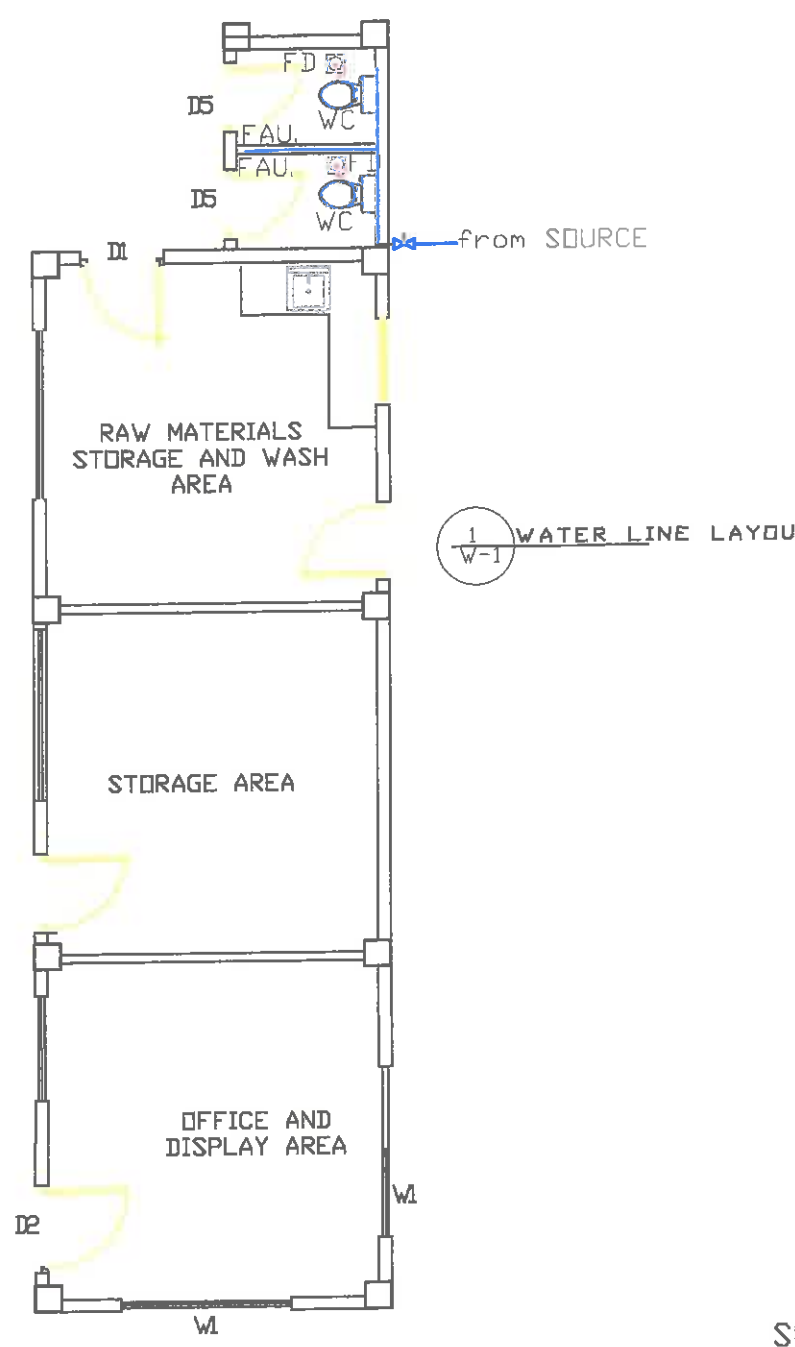 FD
D5
WC
FAU.
FAU.
D5
WC
from SOURCE
D1
RAW MATERIALS
STORAGE AND WASH
AREA
1
W-1
WATER LINE LAYOU
STORAGE AREA
OFFICE AND
DISPLAY AREA
W1
D2
W1